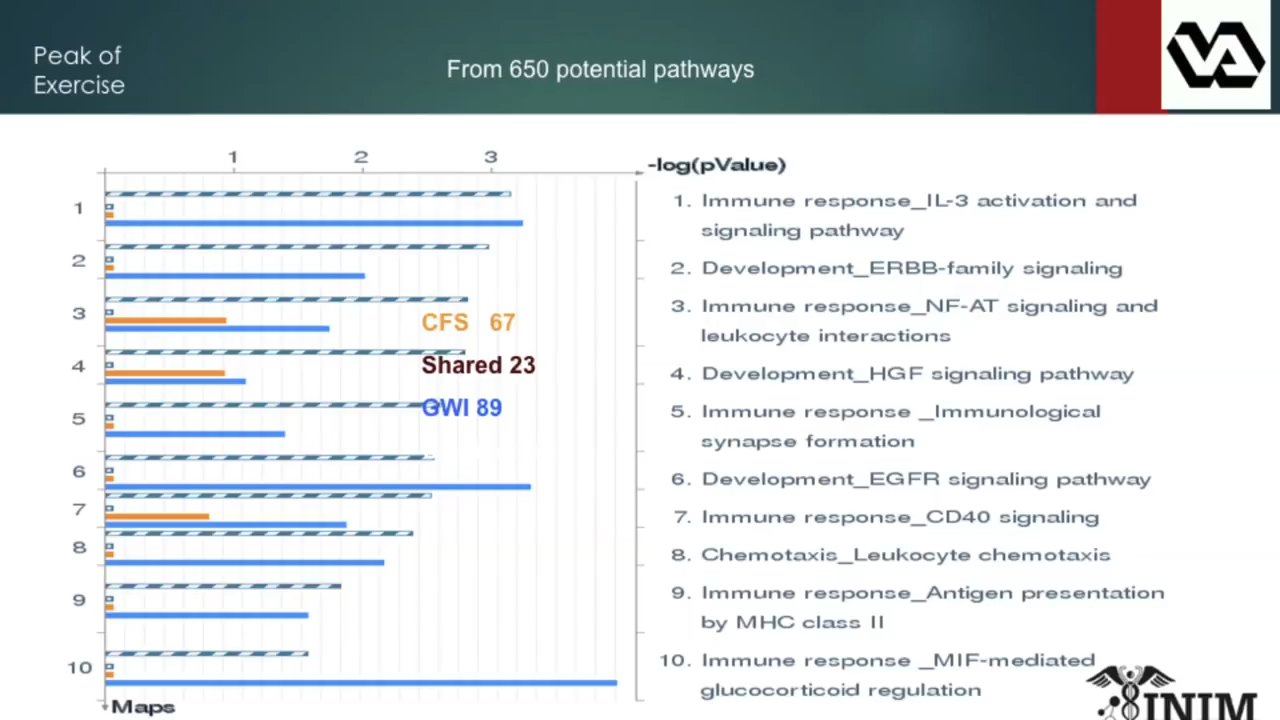 Peak of
Exercise
From 650 potential pathways
VA
1 2 3
-log(pValue)
1
2
3
4
5
6
7
8
9
10
Maps
CFS 67
Shared 23
GWI 89
1. Immune response_IL-3 activation and
signaling pathway
2. Development_ERBB-family signaling
3. Immune response_NF-AT signaling and
leukocyte interactions
4. Development_HGF signaling pathway
5. Immune response _Immunological
synapse formation
6. Development_EGFR signaling pathway
7. Immune response_CD40 signaling
8. Chemotaxis_Leukocyte chemotaxis
9. Immune response_Antigen presentation
by MHC class II
10. Immune response _MIF-mediated
glucocorticoid regulation
INIM